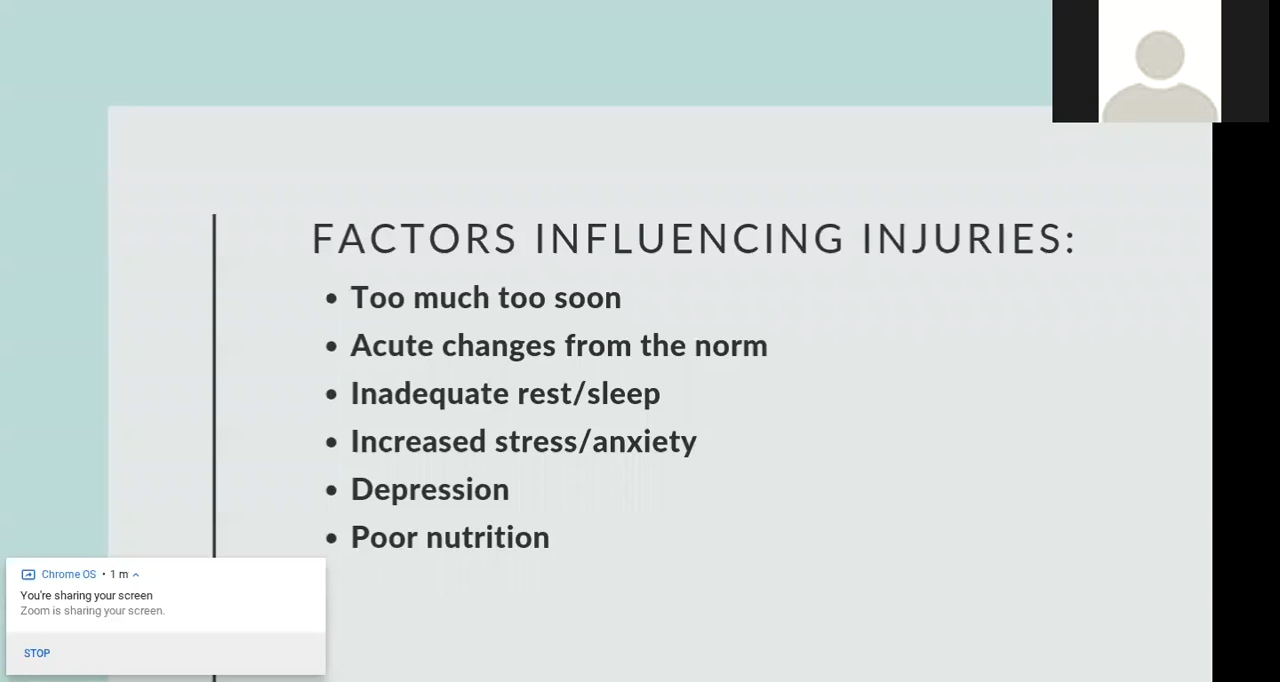 FACTORS INFLUENCING INJURIES:
• Too much too soon
• Acute changes from the norm
• Inadequate rest/sleep
• Increased stress/anxiety
• Depression
• Poor nutrition
Chrome OS • 1 m
You're sharing your screen
Zoom is sharing your screen.
STOP